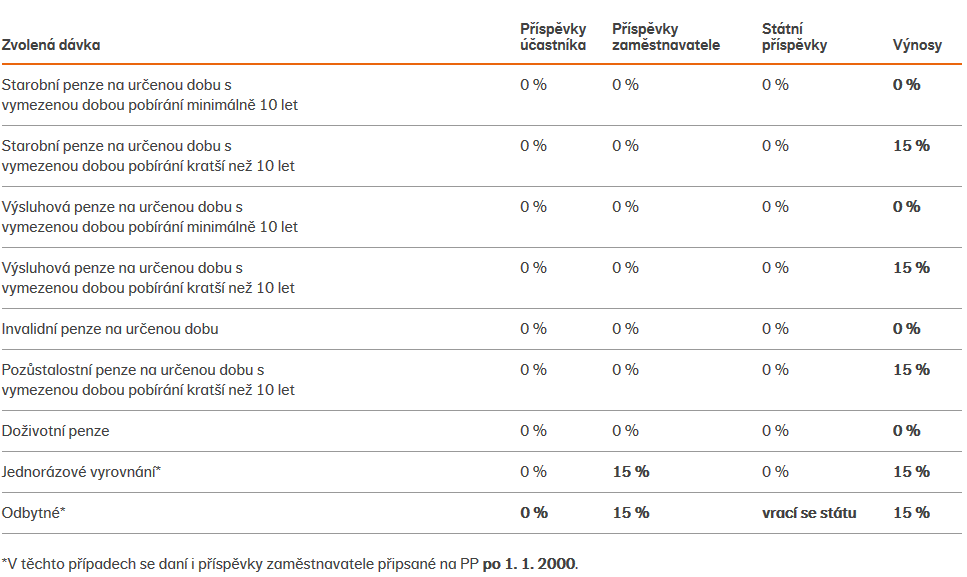 Zvolená dávka Příspěvky účastníka Příspěvky zaměstnavatele Státní příspěvky Výnosy
Starobní penze na určenou dobu s
vymezenou dobou pobírání minimálně 10 let 0 % 0 % 0 % 0 %
Starobní penze na určenou dobu s
vymezenou dobou pobírání kratší než 10 let 0 % 0 % 0 % 15 %
Výsluhová penze na určenou dobu s
vymezenou dobou pobírání minimálně 10 let 0 % 0 % 0 % 0 %
Výsluhová penze na určenou dobu s
vymezenou dobou pobírání kratší než 10 let 0 % 0 % 0 % 15 %
Invalidní penze na určenou dobu 0 % 0 % 0 % 0 %
Pozůstalostní penze na určenou dobu s
vymezenou dobou pobírání kratší než 10 let 0 % 0 % 0 % 15 %
Doživotní penze 0 % 0 % 0 % 0 %
Jednorázové vyrovnání* 0 % 15 % 0 % 15 %
Odbytné* 0 % 15 % vrací se státu 15 %
*V těchto případech se daní i příspěvky zaměstnavatele připsané na PP po 1. 1. 2000.